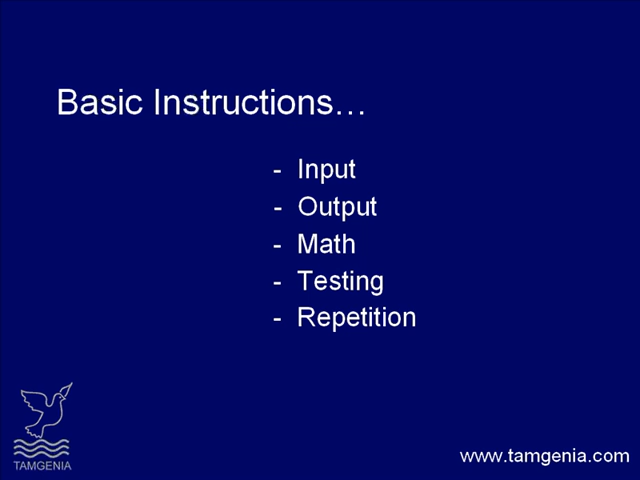 Basic Instructions…
- Input
- Output
- Math
- Testing
- Repetition
TAMGENIA
www.tamgenia.com